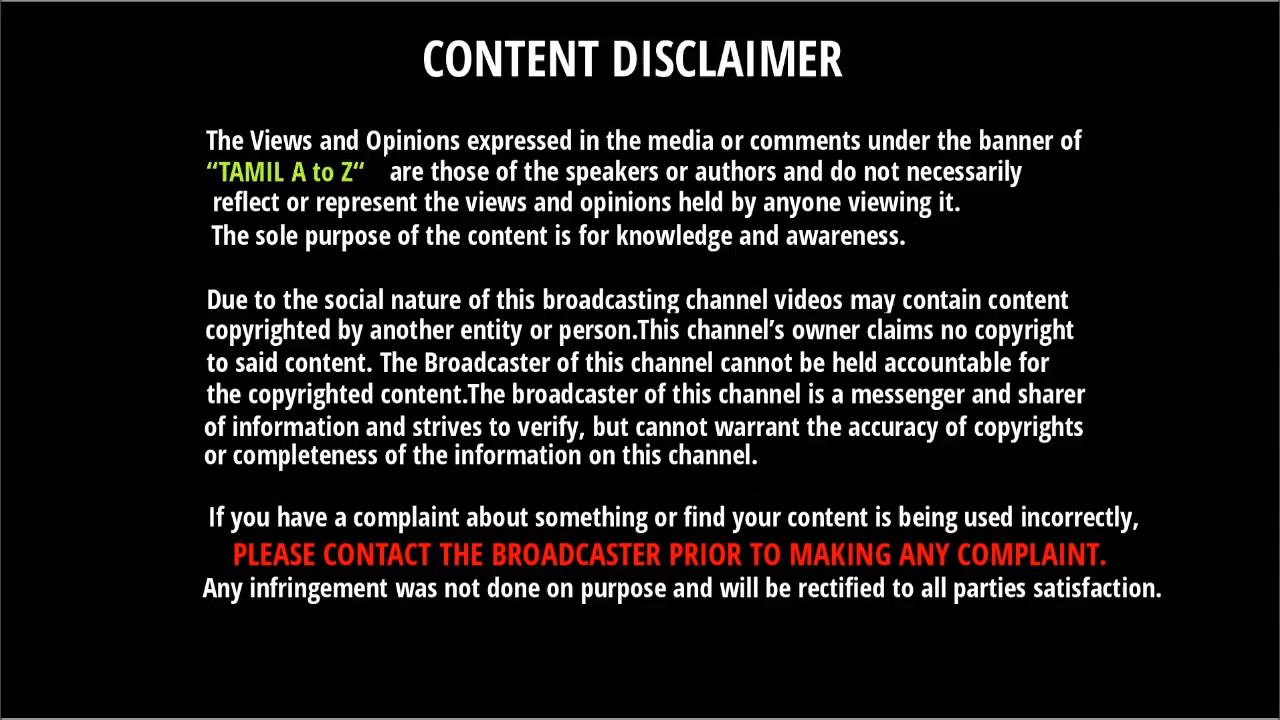 CONTENT DISCLAIMER
The Views and Opinions expressed in the media or comments under the banner of
“TAMIL A to Z“ are those of the speakers or authors and do not necessarily
reflect or represent the views and opinions held by anyone viewing it.
The sole purpose of the content is for knowledge and awareness.
Due to the social nature of this broadcasting channel videos may contain content
copyrighted by another entity or person.This channel’s owner claims no copyright
to said content. The Broadcaster of this channel cannot be held accountable for
the copyrighted content.The broadcaster of this channel is a messenger and sharer
of information and strives to verify, but cannot warrant the accuracy of copyrights
or completeness of the information on this channel.
If you have a complaint about something or find your content is being used incorrectly,
PLEASE CONTACT THE BROADCASTER PRIOR TO MAKING ANY COMPLAINT.
Any infringement was not done on purpose and will be rectified to all parties satisfaction.